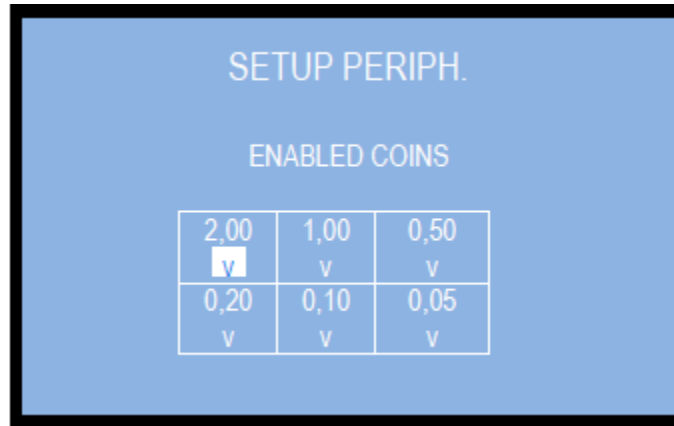 SETUP PERIPH.
ENABLED COINS
2,00 1,00 0,50
v v v
0,20 0,10 0,05
v v v